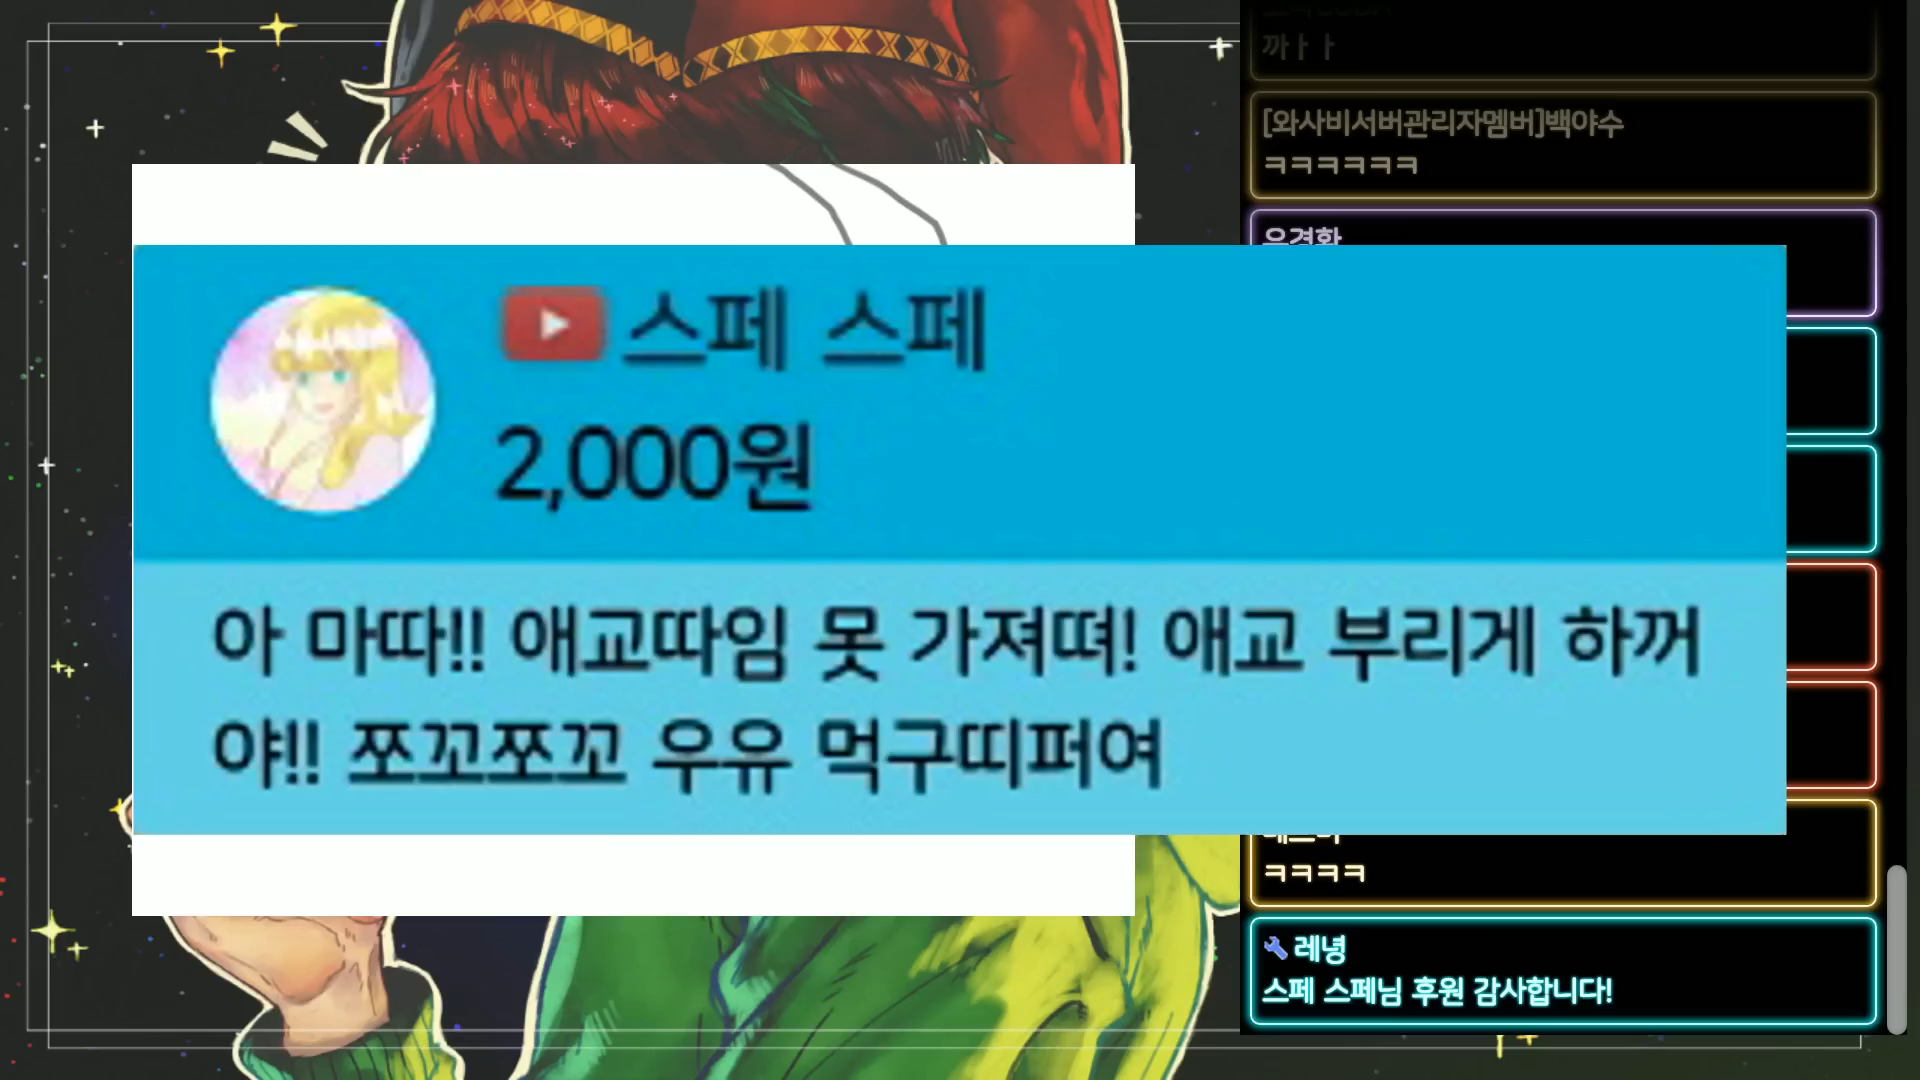 까ㅏㅏ
[와사비서버관리자멤버]백야수
ㅋㅋㅋㅋㅋㅋ
스페 스페
2,000원
아 마따!! 애교따임 못 가져떠! 애교 부리게 하꺼
야!! 쪼꼬쪼꼬 우유 먹구띠퍼여
ㅋㅋㅋㅋ
레녕
스페 스페님 후원 감사합니다!